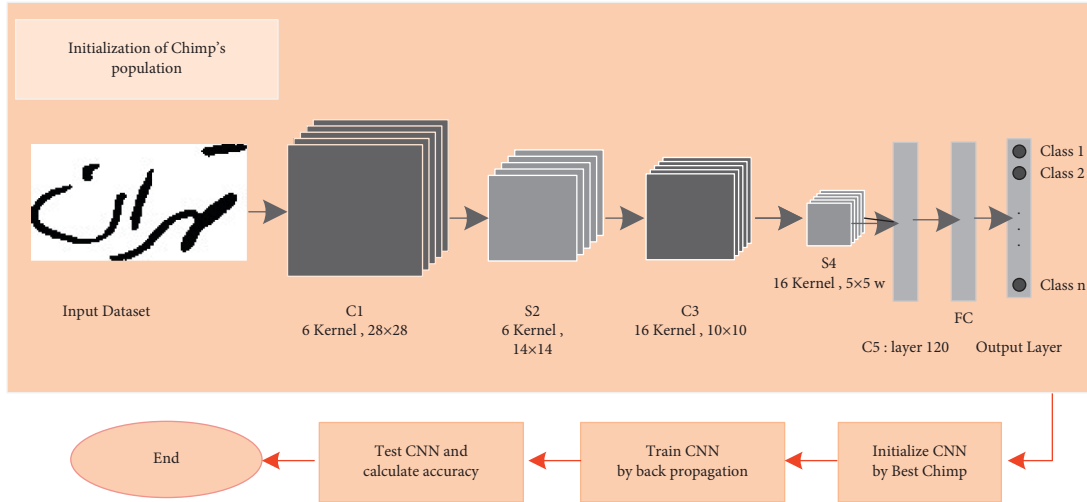 Initialization of Chimp's
population
Class 1
Class 2
.
.
.
Class n
Input Dataset
C1
6 Kernel , 28×28
S2
6 Kernel ,
14×14
C3
16 Kernel , 10×10
S4
16 Kernel , 5×5 w
FC
C5 : layer 120
Output Layer
End
Test CNN and
calculate accuracy
Train CNN
by back propagation
Initialize CNN
by Best Chimp